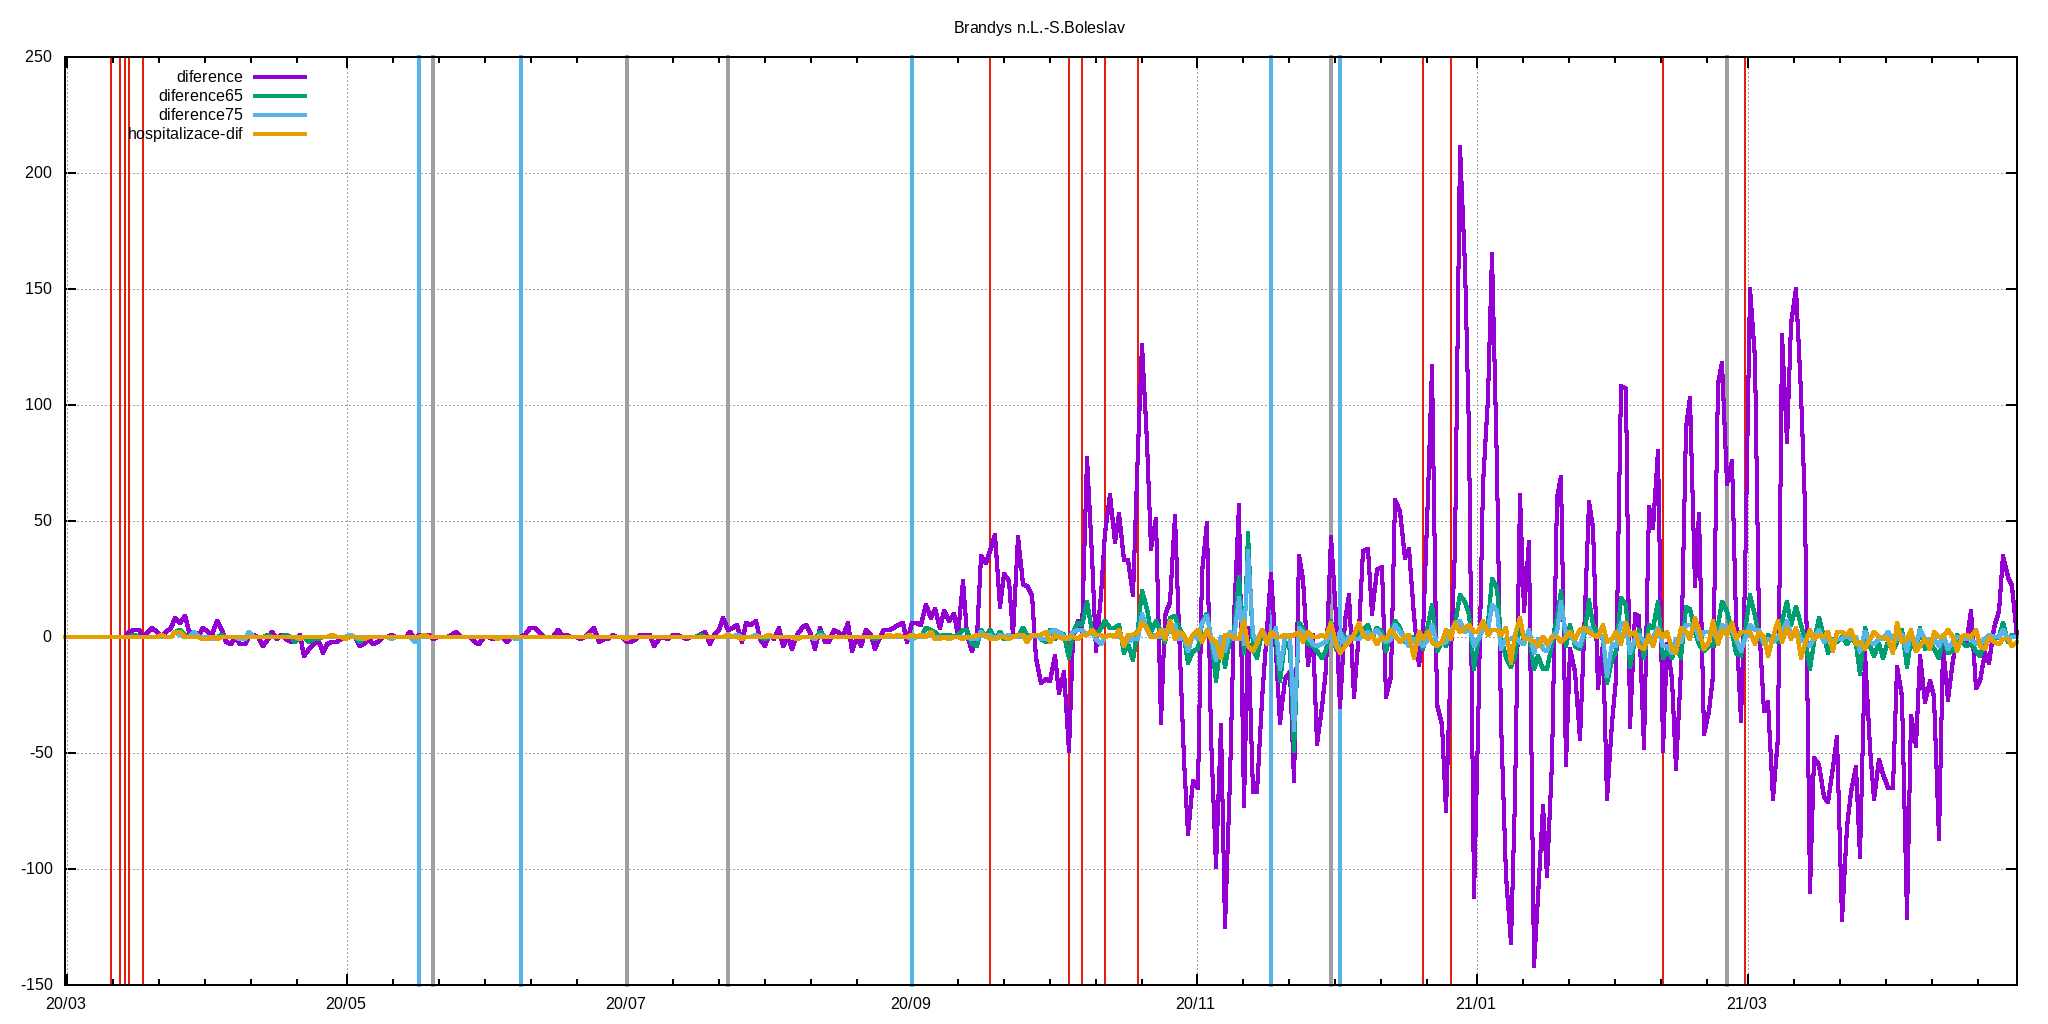 Brandys n.L.-S.Boleslav
250
200
150
100
50
0
-50
-100
-150
diference
diference65
diference75
hospitalizace-dif
20/03 20/05 20/07 20/09 20/11 21/01 21/03